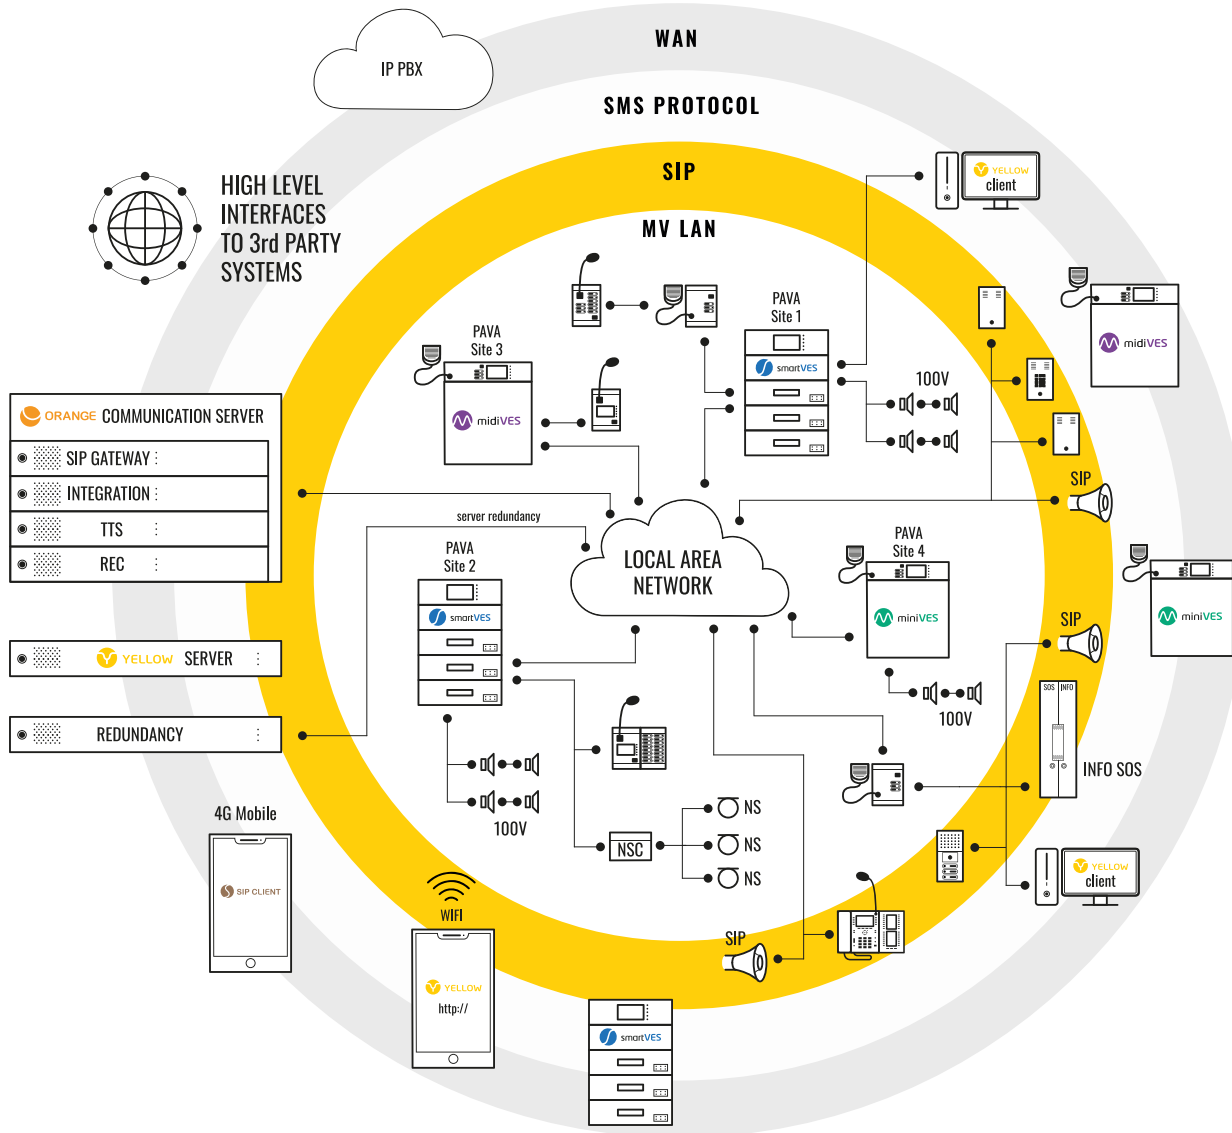 WAN
IP PBX
SMS PROTOCOL
SIP
MV LAN
HIGH LEVEL
INTERFACES
TO 3rd PARTY
SYSTEMS
YELLOW
client
PAVA
Site 1
smartVES
100V
PAVA
Site 3
midiVES
midiVES
ORANGE COMMUNICATION SERVER
SIP GATEWAY :
INTEGRATION :
TTS :
REC :
SIP
server redundancy
LOCAL AREA
NETWORK
PAVA
Site 2
smartVES
100V
PAVA
Site 4
miniVES
100V
miniVES
SIP
YELLOW SERVER :
REDUNDANCY :
SOS INFO
INFO SOS
NS
NS
NS
NSC
4G Mobile
SIP CLIENT
WIFI
YELLOW
http://
YELLOW
client
SIP
smartVES